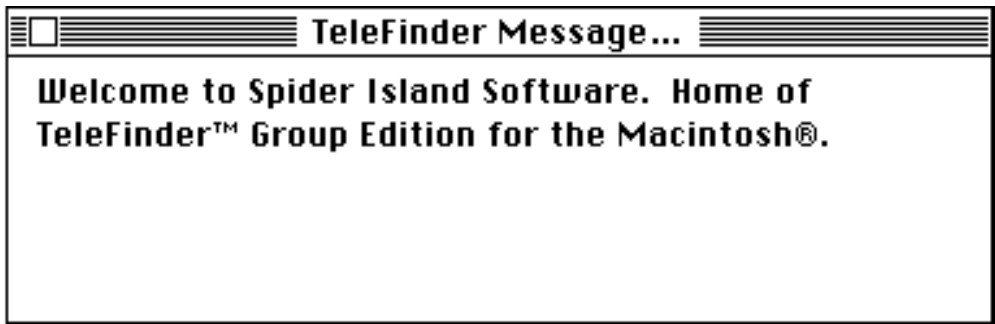 TeleFinder Message...
Welcome to Spider Island Software.  Home of
TeleFinder™ Group Edition for the Macintosh®.